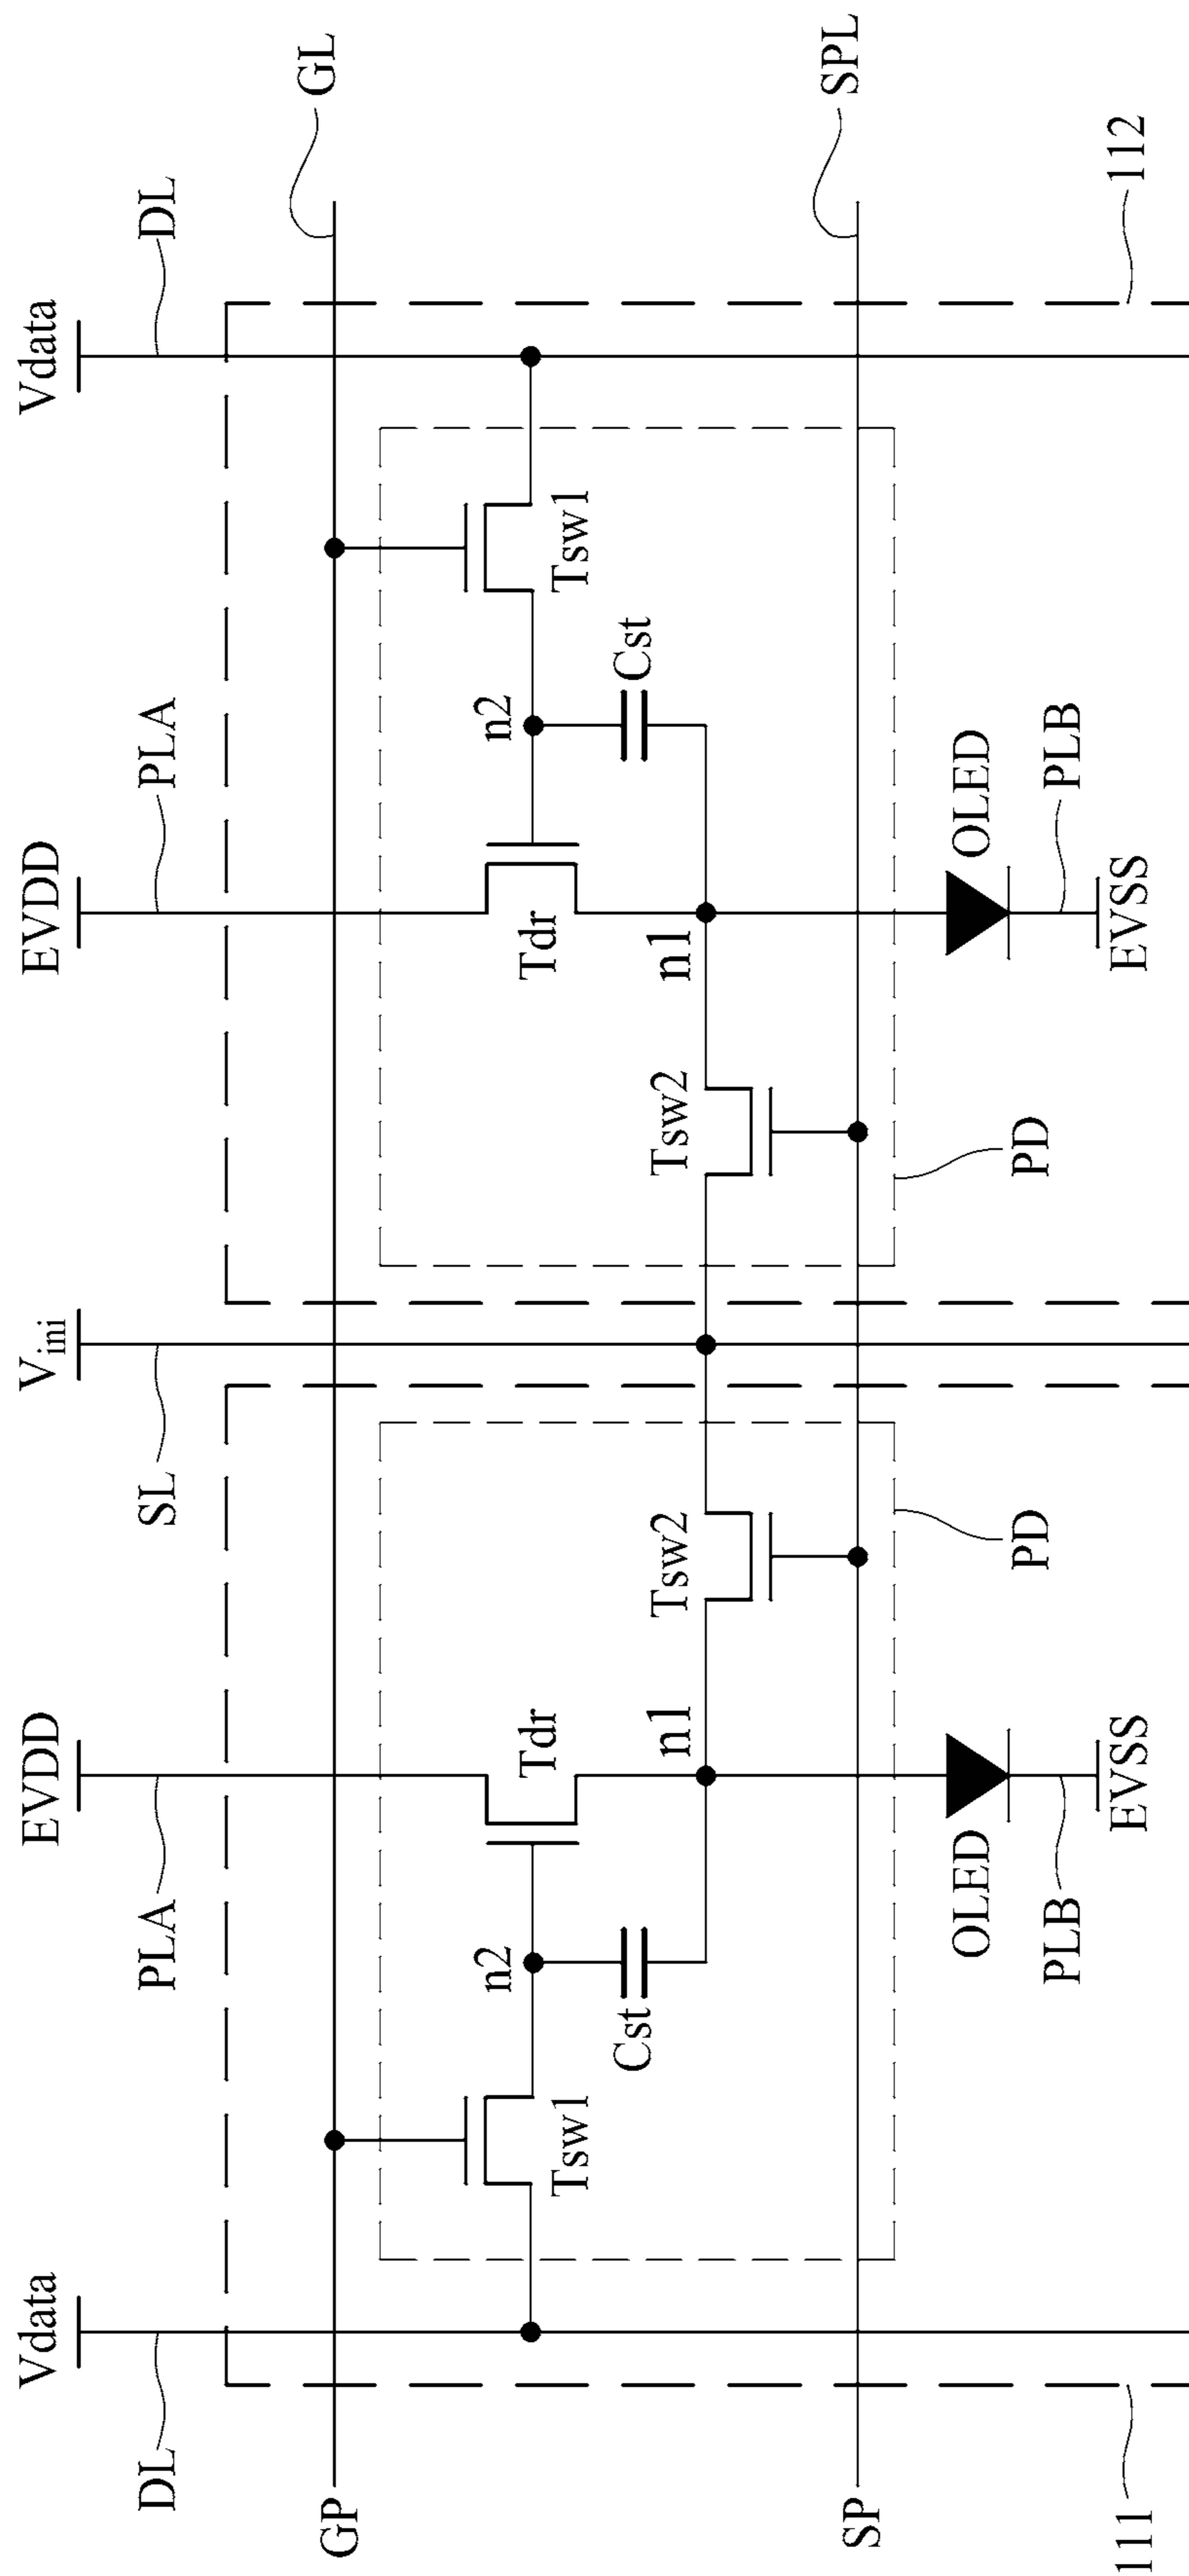 Vdata
EVDD
Vini
EVDD
Vdata
DL
PLA
SL
PLA
DL
GP
GL
n2
n2
Tdr
Tdr
Tsw1
Tsw1
Cst
Cst
n1
Tsw2
Tsw2
n1
SP
SPL
OLED
OLED
PD
PD
PLB
PLB
111
EVSS
EVSS
112